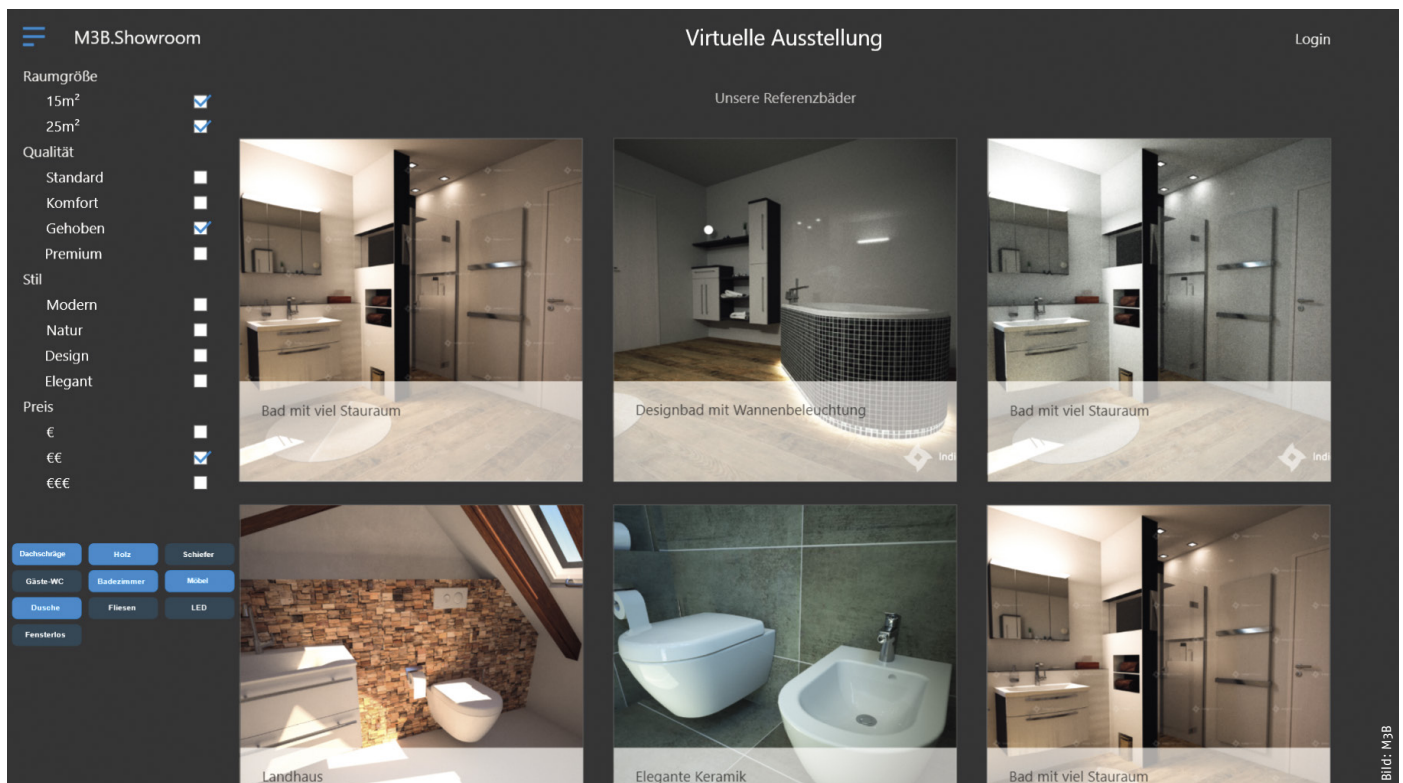 M3B.Showroom
Virtuelle Ausstellung
Login
Unsere Referenzbäder
Raumgröße
15m²
25m²
Qualität
Standard
Komfort
Gehoben
Premium
Stil
Modern
Natur
Design
Elegant
Preis
€
€€
€€€
Dachschräge Holz Schiefer
Gäste-WC Badezimmer Möbel
Dusche Fliesen LED
Fensterlos
Bad mit viel Stauraum
Designbad mit Wannenbeleuchtung
Indi
Bad mit viel Stauraum
Indi
Landhaus
Elegante Keramik
Bad mit viel Stauraum
Bild: M3B